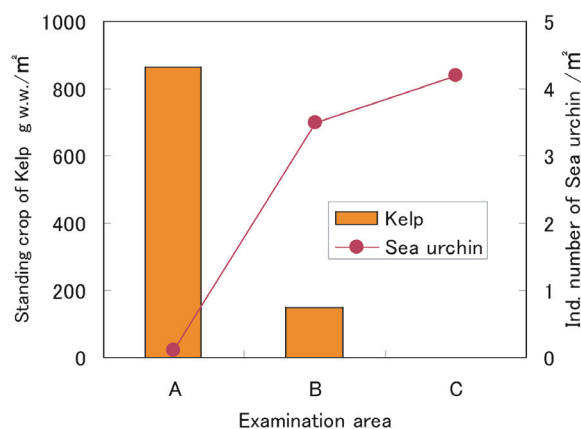 Standing crop of Kelp g w.w./㎡
1000
800
600
400
200
0
5
4
3
2
1
0
Ind. number of Sea urchin /㎡
Kelp
Sea urchin
A
B
C
Examination area